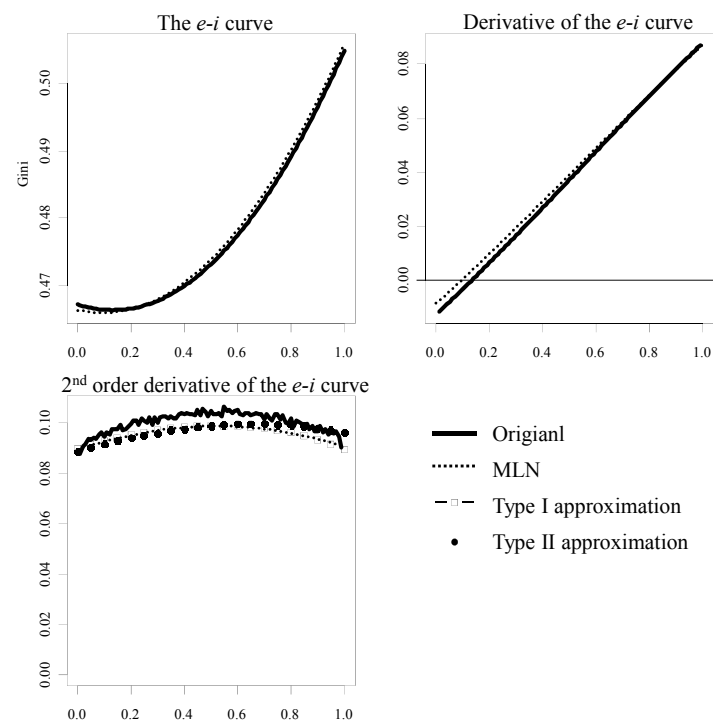 The e-i curve
Derivative of the e-i curve
0.50
0.49
0.48
0.47
Gini
0.0 0.2 0.4 0.6 0.8 1.0
0.08
0.06
0.04
0.02
0.00
0.0 0.2 0.4 0.6 0.8 1.0
2nd order derivative of the e-i curve
0.10
0.08
0.06
0.04
0.02
0.00
0.0 0.2 0.4 0.6 0.8 1.0
Origianl
MLN
Type I approximation
Type II approximation